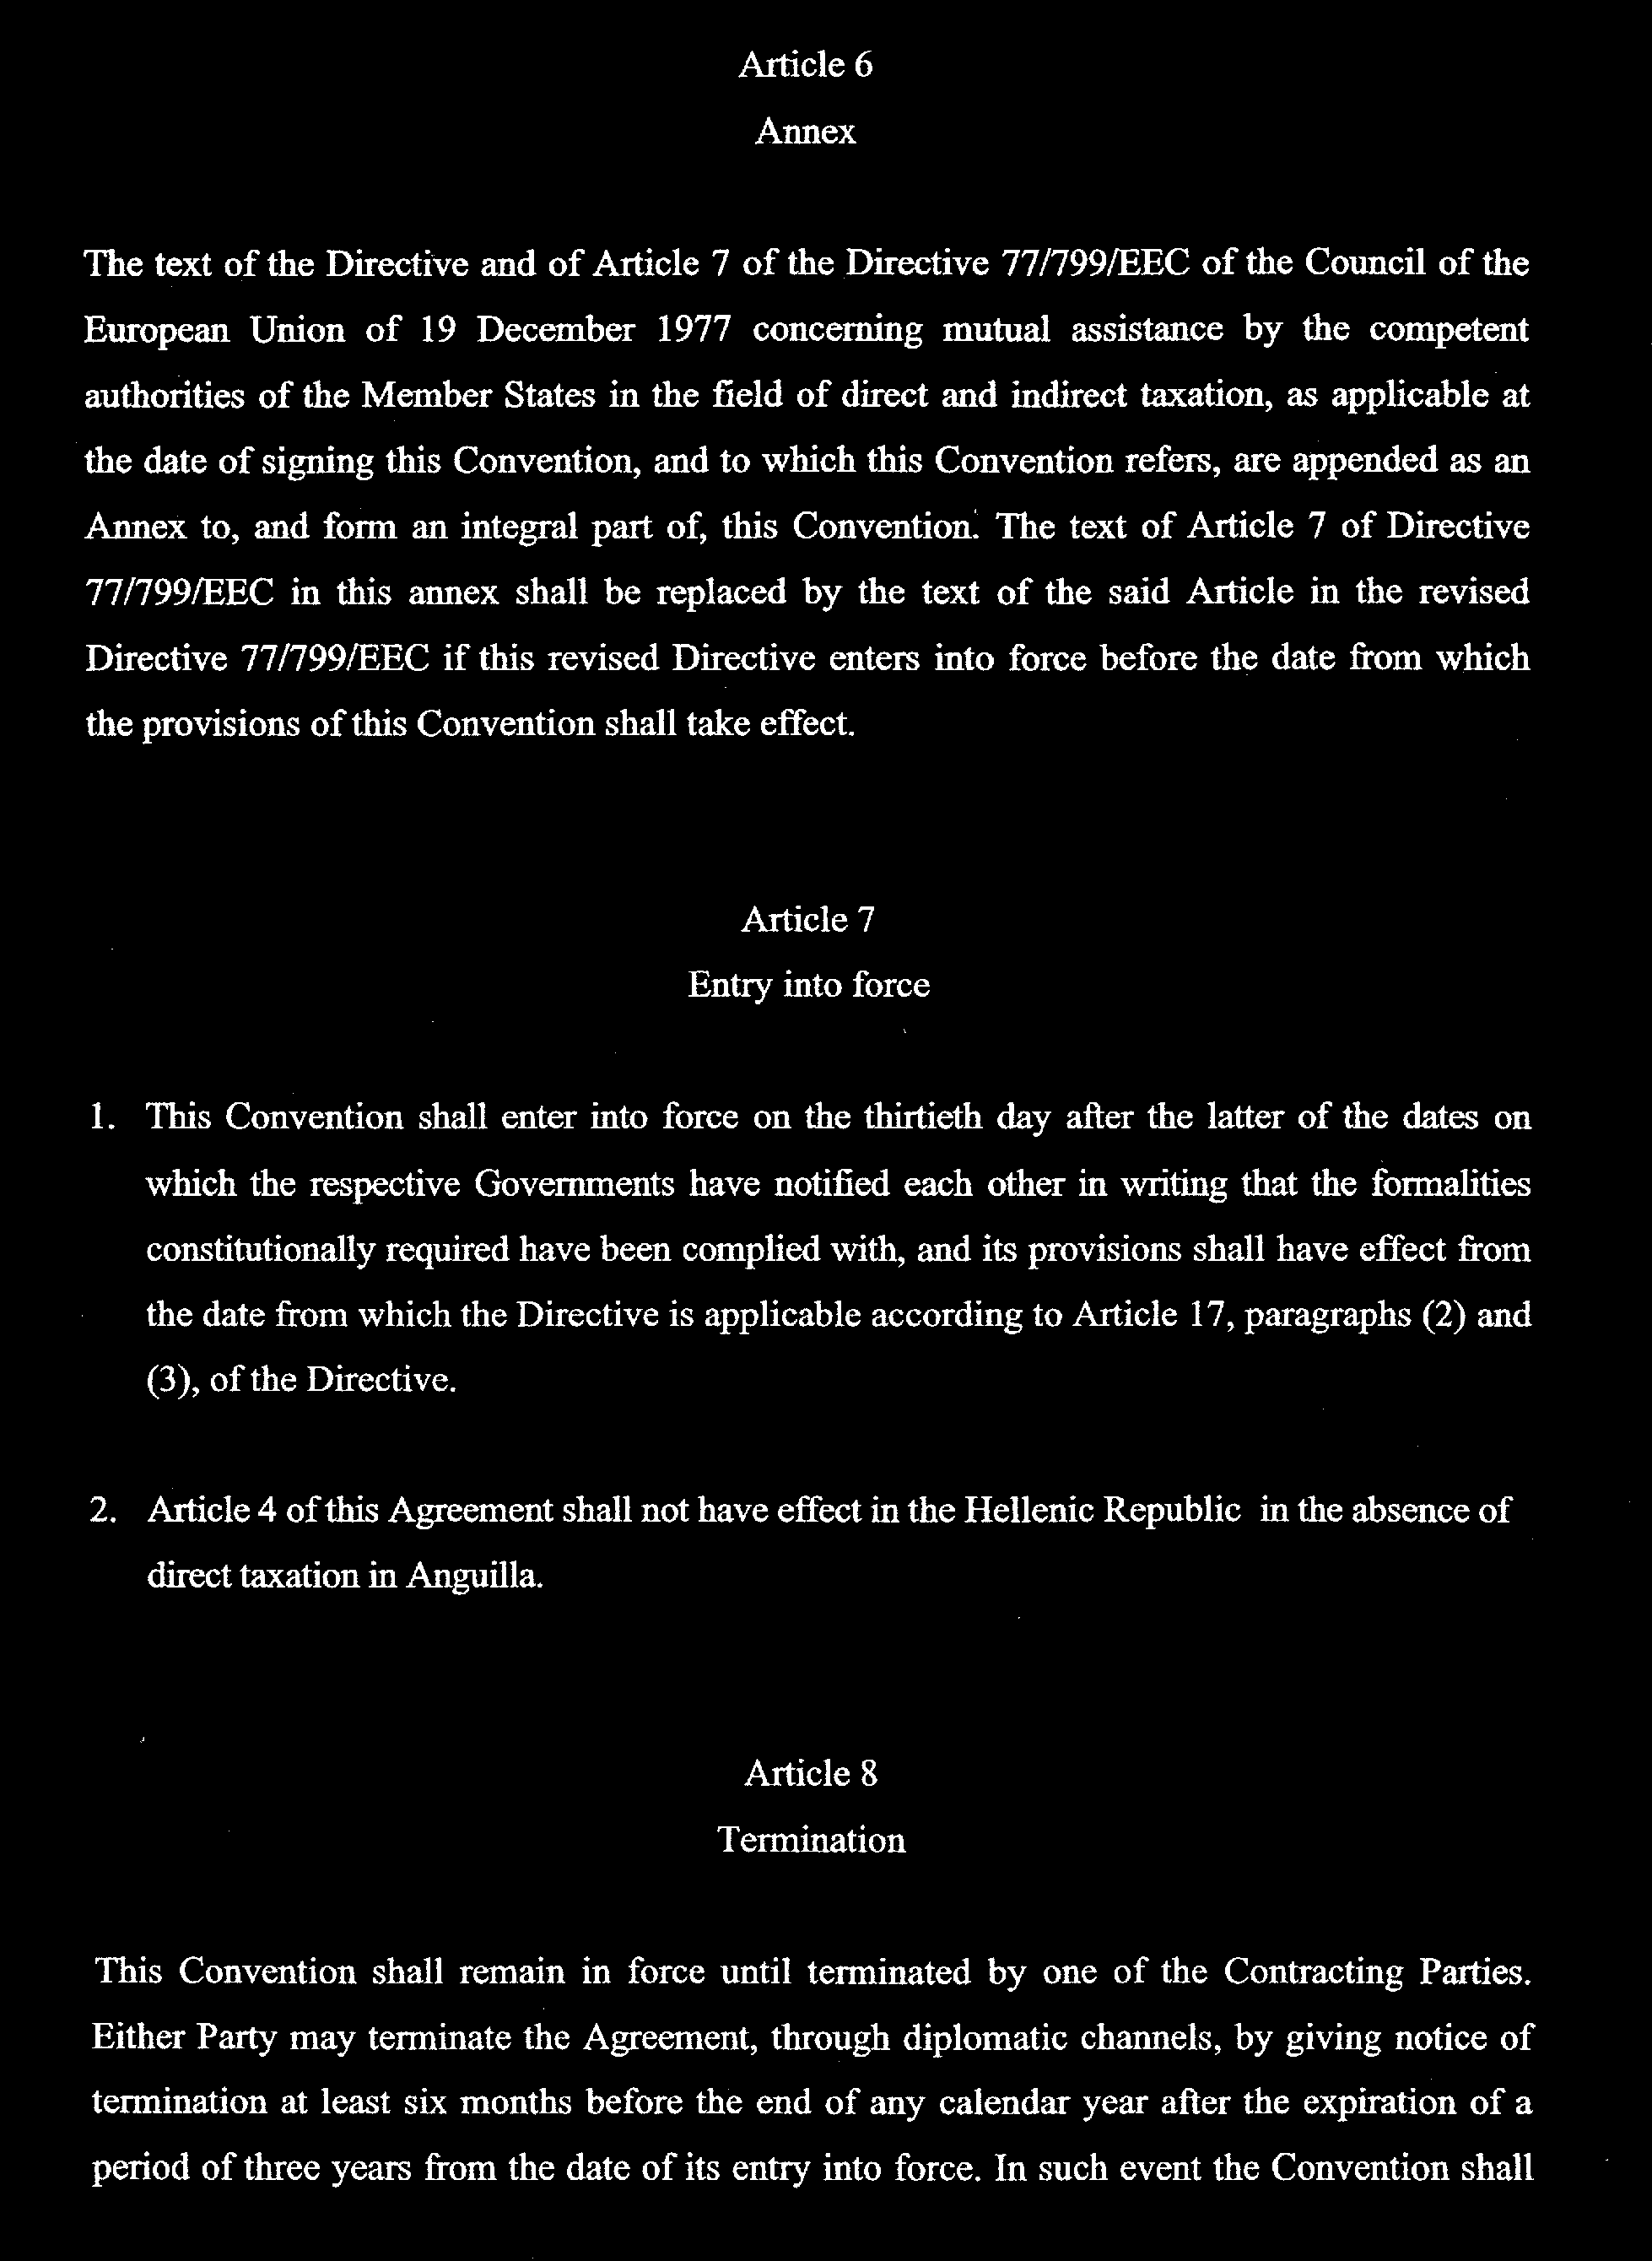 Article 6
Annex
The text of the Directive and of Article 7 of the Directive 77/799/EEC of the Council of the
European Union of 19 December 1977 concerning mutual assistance by the competent
authorities of the Member States in the field of direct and indirect taxation, as applicable at
the date of signing this Convention, and to which this Convention refers, are appended as an
Annex to, and form an integral part of, this Convention. The text of Article 7 of Directive
77/799/EEC in this annex shall be replaced by the text of the said Article in the revised
Directive 77/799/EEC if this revised Directive enters into force before the date from which
the provisions of this Convention shall take effect.
Article 7
Entry into force
1. This Convention shall enter into force on the thirtieth day after the latter of the dates on
which the respective Governments have notified each other in writing that the formalities
constitutionally required have been complied with, and its provisions shall have effect from
the date from which the Directive is applicable according to Article 17, paragraphs (2) and
(3), of the Directive.
2. Article 4 of this Agreement shall not have effect in the Hellenic Republic in the absence of
direct taxation in Anguilla.
Article 8
Termination
This Convention shall remain in force until terminated by one of the Contracting Parties.
Either Party may terminate the Agreement, through diplomatic channels, by giving notice of
termination at least six months before the end of any calendar year after the expiration of a
period of three years from the date of its entry into force. In such event the Convention shall